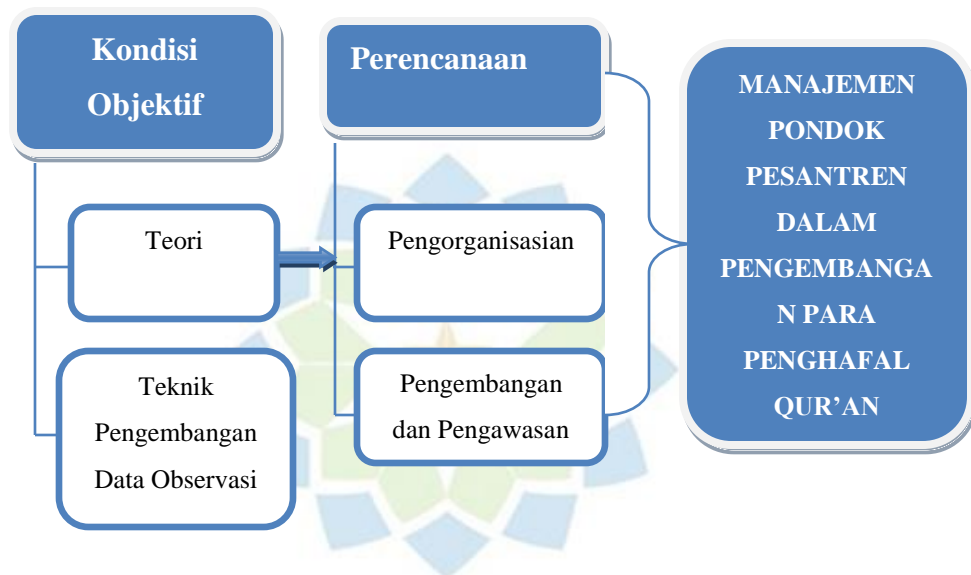 Kondisi
Objektif
Teori
Teknik
Pengembangan
Data Observasi
Perencanaan
Pengorganisasian
Pengembangan
dan Pengawasan
MANAJEMEN
PONDOK
PESANTREN
DALAM
PENGEMBANGA
N PARA
PENGHAFAL
QUR’AN